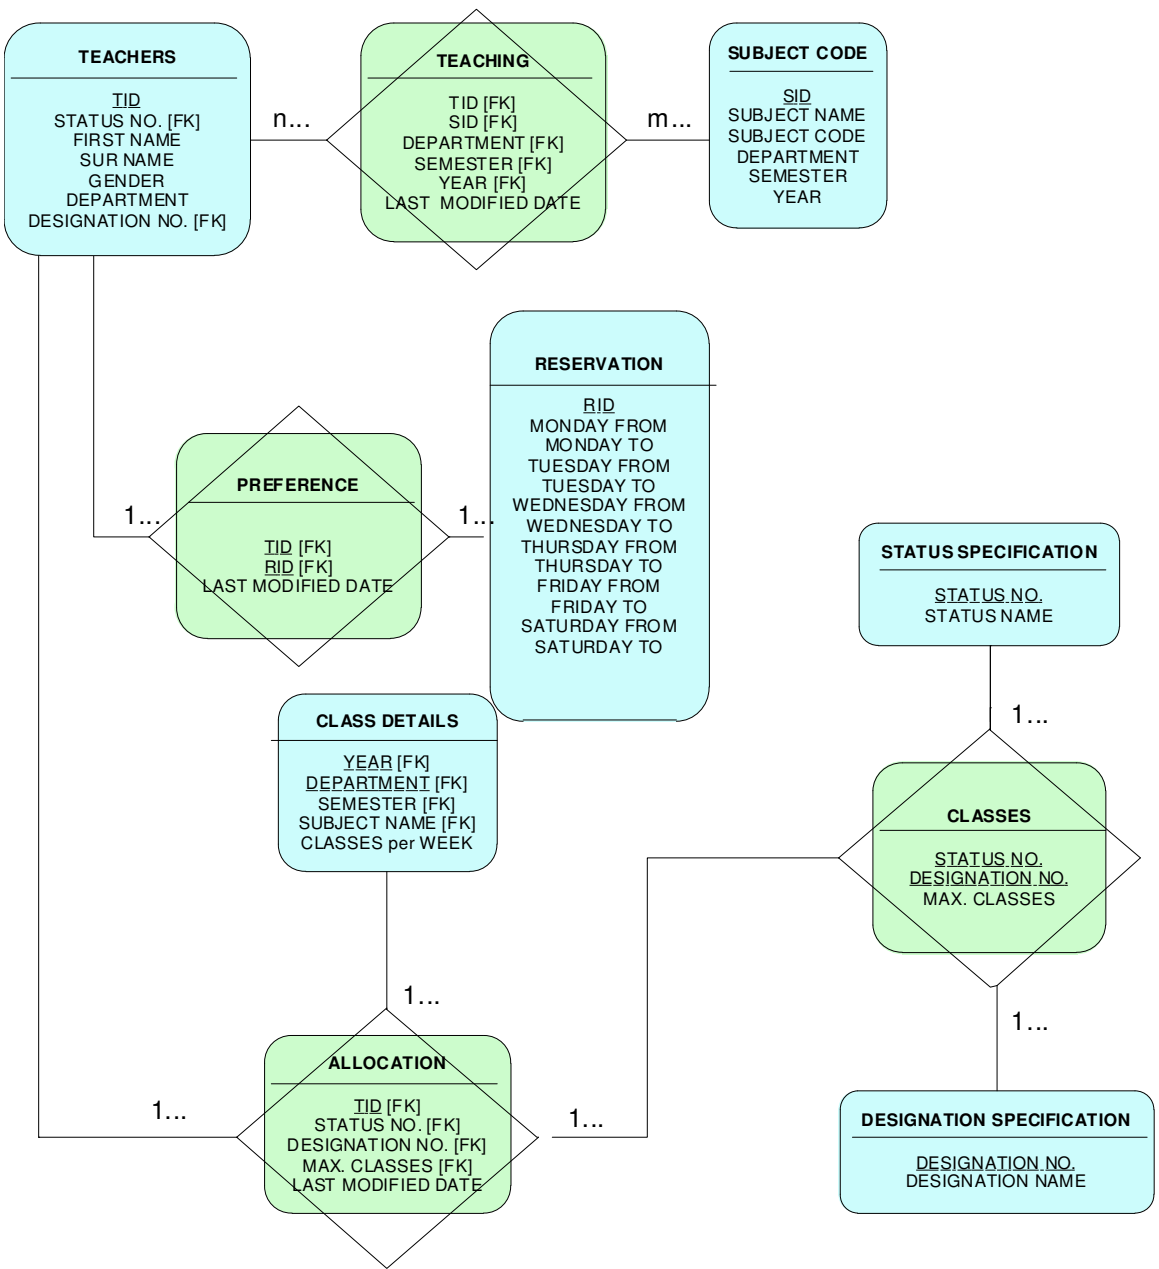 TEACHERS
TID
STATUS NO. [FK]
FIRST NAME
SUR NAME
GENDER
DEPARTMENT
DESIGNATION NO. [FK]
n...
TEACHING
TID [FK]
SID [FK]
DEPARTMENT [FK]
SEMESTER [FK]
YEAR [FK]
LAST MODIFIED DATE
m...
SUBJECT CODE
SID
SUBJECT NAME
SUBJECT CODE
DEPARTMENT
SEMESTER
YEAR
1...
PREFERENCE
TID [FK]
RID [FK]
LAST MODIFIED DATE
1...
RESERVATION
RID
MONDAY FROM
MONDAY TO
TUESDAY FROM
TUESDAY TO
WEDNESDAY FROM
WEDNESDAY TO
THURSDAY FROM
THURSDAY TO
FRIDAY FROM
FRIDAY TO
SATURDAY FROM
SATURDAY TO
STATUS SPECIFICATION
STATUS NO.
STATUS NAME
1...
CLASS DETAILS
YEAR [FK]
DEPARTMENT [FK]
SEMESTER [FK]
SUBJECT NAME [FK]
CLASSES per WEEK
CLASSES
STATUS NO.
DESIGNATION NO.
MAX. CLASSES
1...
1...
1...
ALLOCATION
TID [FK]
STATUS NO. [FK]
DESIGNATION NO. [FK]
MAX. CLASSES [FK]
LAST MODIFIED DATE
1...
DESIGNATION SPECIFICATION
DESIGNATION NO.
DESIGNATION NAME